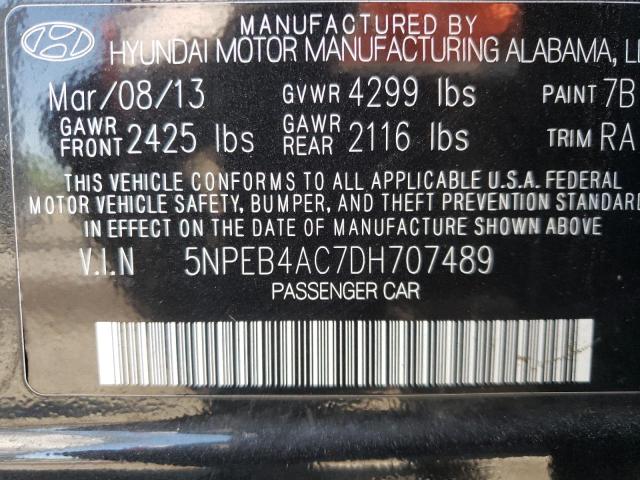 MANUFACTURED BY
HYUNDAI MOTOR MANUFACTURING ALABAMA,
Mar/08/13 GVWR 4299 lbs PAINT 7B
GAWR FRONT 2425 lbs GAWR REAR 2116 lbs TRIM RA
THIS VEHICLE CONFORMS TO ALL APPLICABLE U.S.A. FEDERAL
MOTOR VEHICLE SAFETY, BUMPER, AND THEFT PREVENTION
IN EFFECT ON THE DATE OF MANUFACTURE SHOWN ABOVE
V.I.N 5NPEB4AC7DH707489
PASSENGER CAR